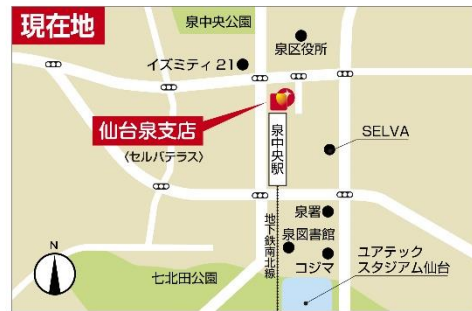 現在地
泉中央公園
泉区役所
イズミティ21
仙台泉支店
〈セルバテラス〉
泉中央駅
SELVA
地下鉄南北線
泉署
泉図書館
コジマ
ユアテック
スタジアム仙台
七北田公園
N